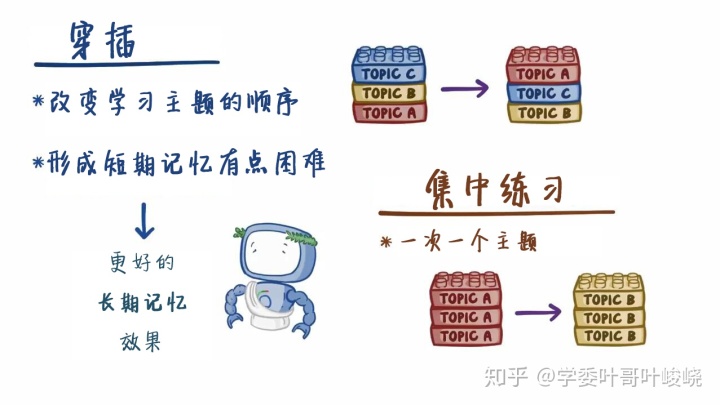 穿插
*改变学习主题的顺序
*形成短期记忆有点困难
更好的
长期记忆
效果
TOPIC C
TOPIC B
TOPIC A
TOPIC A
TOPIC C
TOPIC B
集中练习
*一次一个主题
TOPIC A
TOPIC A
TOPIC A
TOPIC B
TOPIC B
TOPIC B
知乎 @学委叶哥叶峻峣